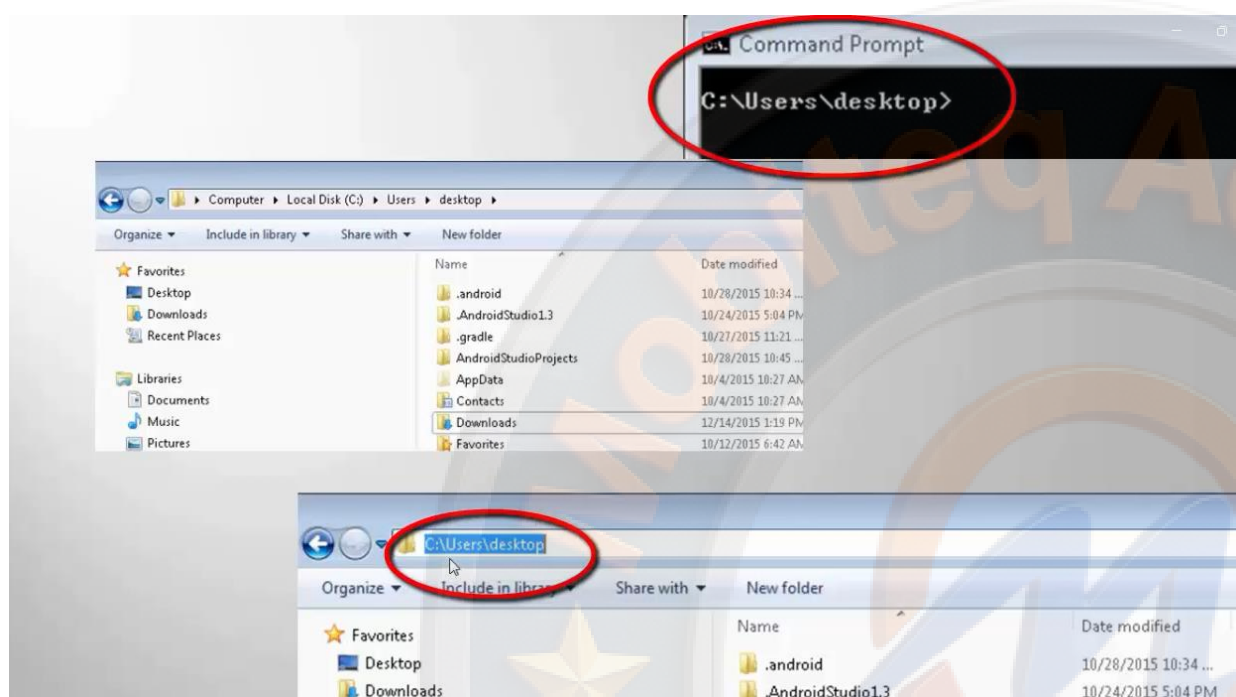 Command Prompt
C:\Users\desktop>
Computer Local Disk (C:) Users desktop
Organize Include in library Share with New folder
Name Date modified
Favorites
Desktop
Downloads
Recent Places
Libraries
Documents
Music
Pictures
.android 10/28/2015 10:34 ...
.AndroidStudio1.3 10/24/2015 5:04 PM
.gradle 10/27/2015 11:21 ...
AndroidStudioProjects 10/28/2015 10:45 ...
AppData 10/4/2015 10:27 AM
Contacts 10/4/2015 10:27 AM
Downloads 12/14/2015 1:19 PM
Favorites 10/12/2015 6:42 AM
C:\Users\desktop
Organize Include in library Share with New folder
Name Date modified
Favorites
Desktop
Downloads
.android 10/28/2015 10:34 ...
.AndroidStudio1.3 10/24/2015 5:04 PM
Mobiteq A